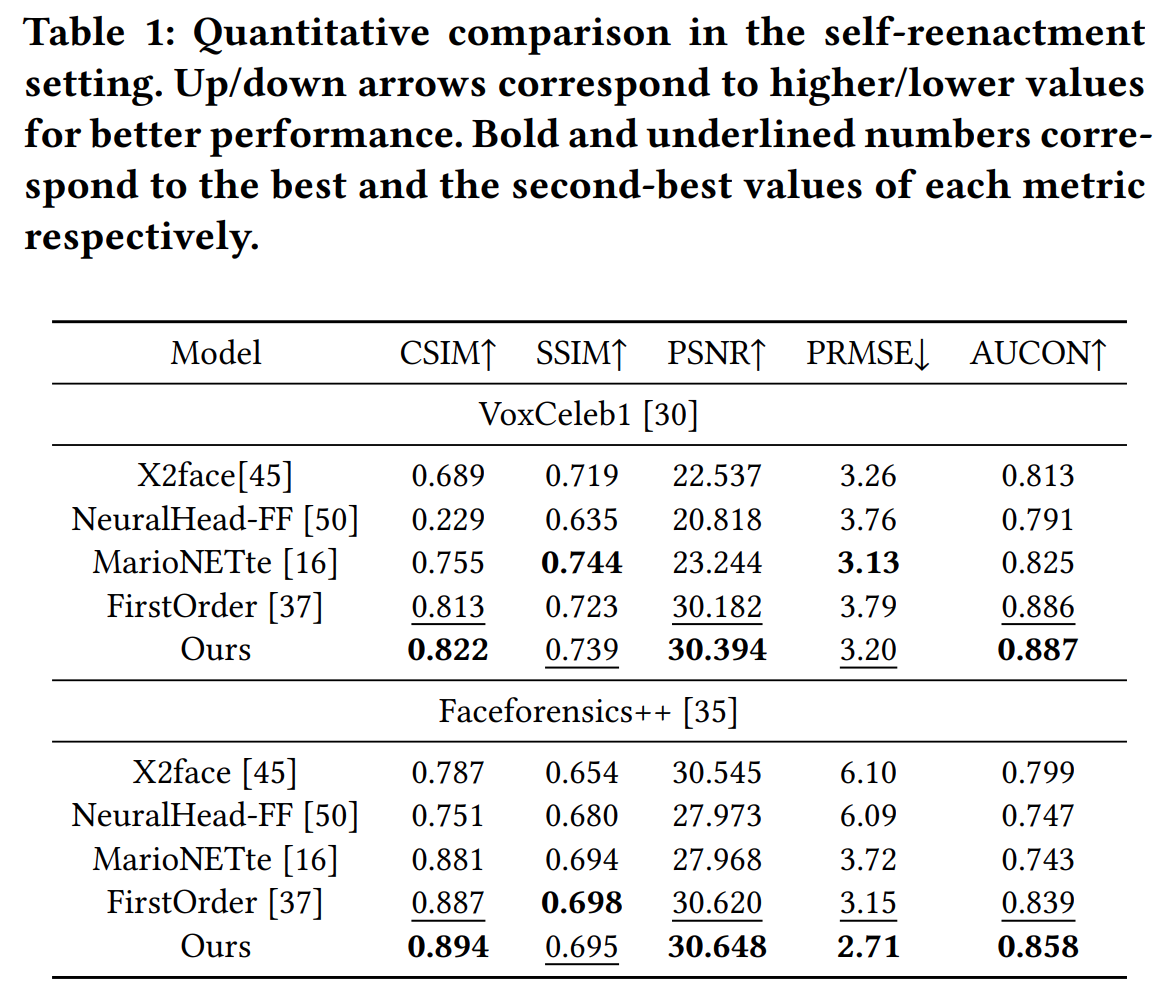 Table 1: Quantitative comparison in the self-reenactment
setting. Up/down arrows correspond to higher/lower values
for better performance. Bold and underlined numbers corre-
spond to the best and the second-best values of each metric
respectively.
Model CSIM↑ SSIM↑ PSNR↑ PRMSE↓ AUCON↑
VoxCeleb1 [30]
X2face[45] 0.689 0.719 22.537 3.26 0.813
NeuralHead-FF [50] 0.229 0.635 20.818 3.76 0.791
MarioNETte [16] 0.755 0.744 23.244 3.13 0.825
FirstOrder [37] 0.813 0.723 30.182 3.79 0.886
Ours 0.822 0.739 30.394 3.20 0.887
Faceforensics++ [35]
X2face [45] 0.787 0.654 30.545 6.10 0.799
NeuralHead-FF [50] 0.751 0.680 27.973 6.09 0.747
MarioNETte [16] 0.881 0.694 27.968 3.72 0.743
FirstOrder [37] 0.887 0.698 30.620 3.15 0.839
Ours 0.894 0.695 30.648 2.71 0.858